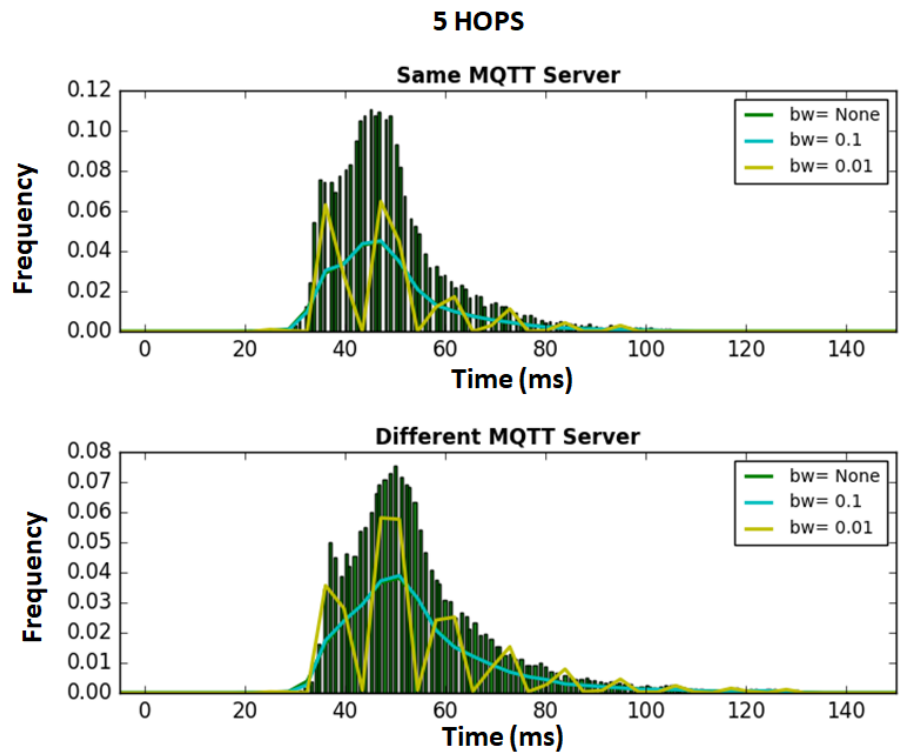 5 HOPS
Same MQTT Server
Frequency
0.12
0.10
0.08
0.06
0.04
0.02
0.00
bw= None
bw= 0.1
bw= 0.01
0 20 40 60 80 100 120 140
Time (ms)
Different MQTT Server
Frequency
0.08
0.07
0.06
0.05
0.04
0.03
0.02
0.01
0.00
bw= None
bw= 0.1
bw= 0.01
0 20 40 60 80 100 120 140
Time (ms)